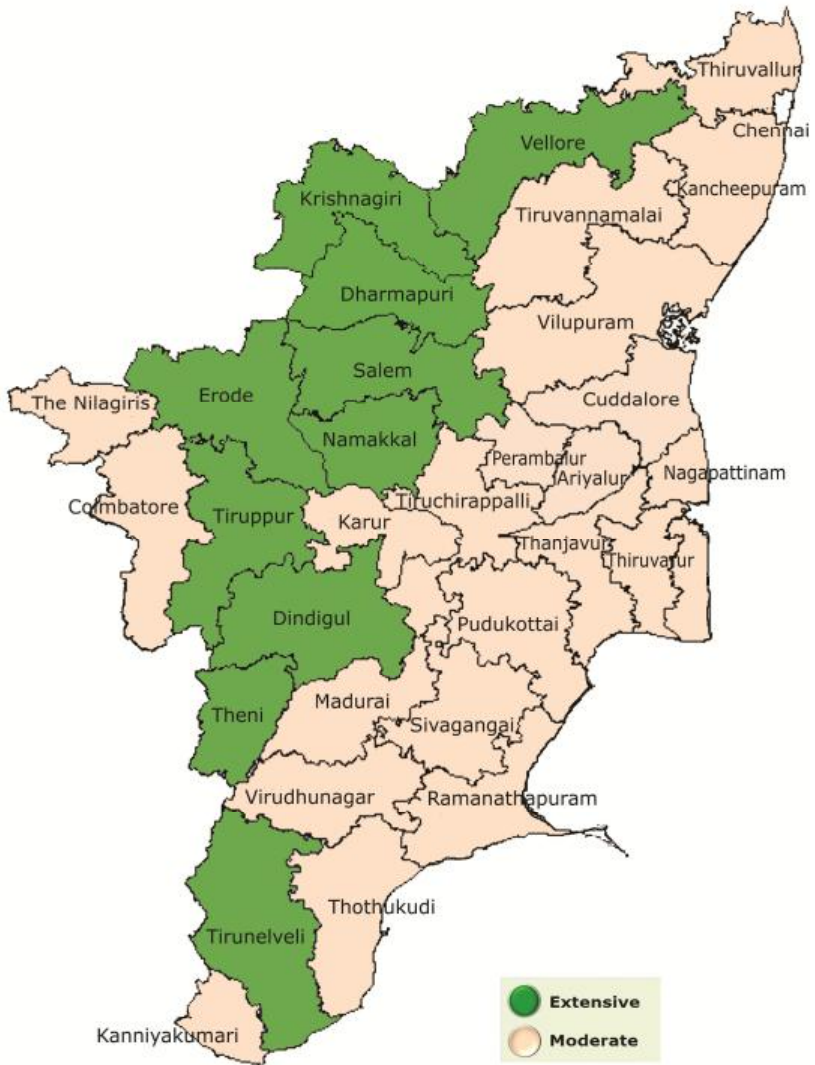 Thiruvallur
Chennai
Vellore
Kancheepuram
Krishnagiri
Tiruvannamalai
Dharmapuri
Vilupuram
Salem
Erode
The Nilagiris
Cuddalore
Namakkal
Perambalur
Ariyalur
Nagapattinam
Tiruchirappalli
Coimbatore
Tiruppur
Karur
Thanjavur
Thiruvarur
Dindigul
Pudukottai
Madurai
Theni
Sivagangai
Virudhunagar
Ramanathapuram
Thothukudi
Tirunelveli
Kanniyakumari
Extensive
Moderate